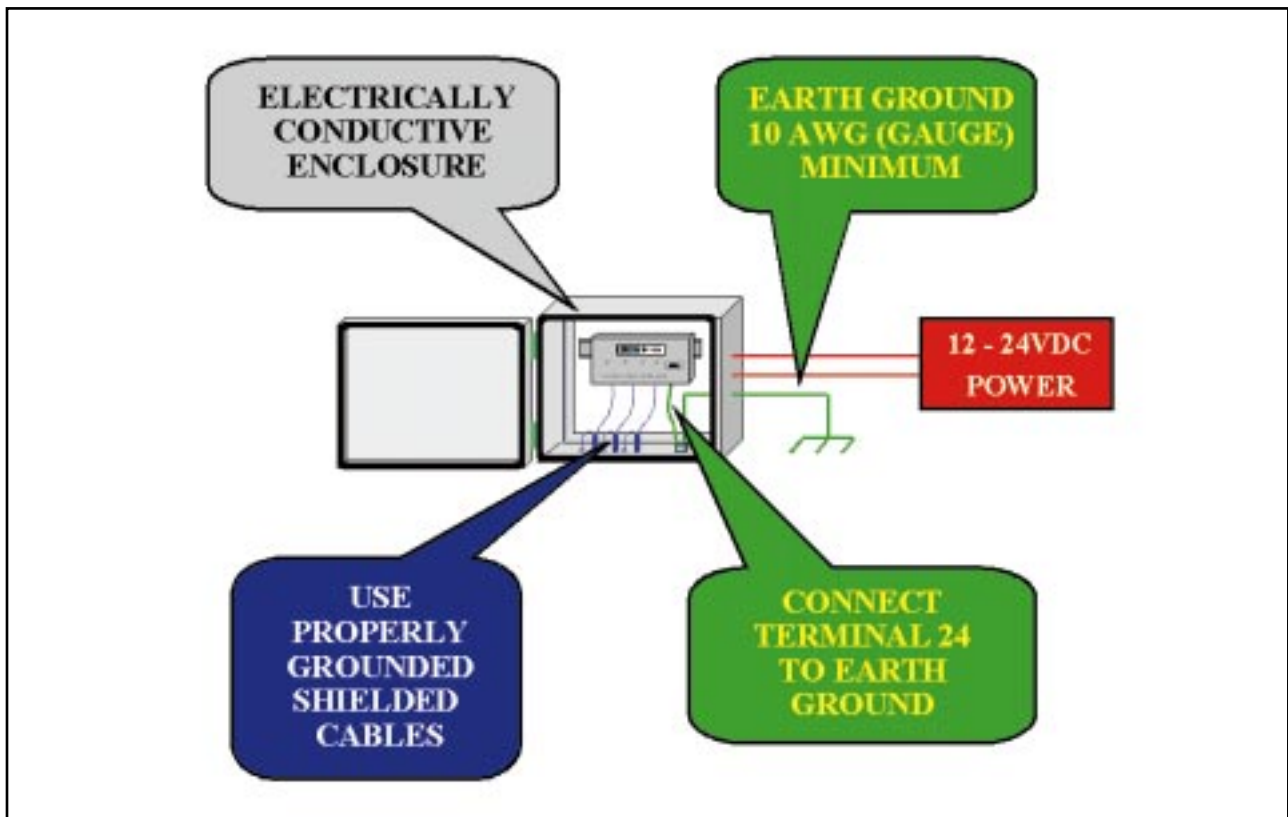 ELECTRICALLY
CONDUCTIVE
ENCLOSURE
EARTH GROUND
10 AWG (GAUGE)
MINIMUM
12 - 24VDC
POWER
USE
PROPERLY
GROUNDED
SHIELDED
CABLES
CONNECT
TERMINAL 24
TO EARTH
GROUND